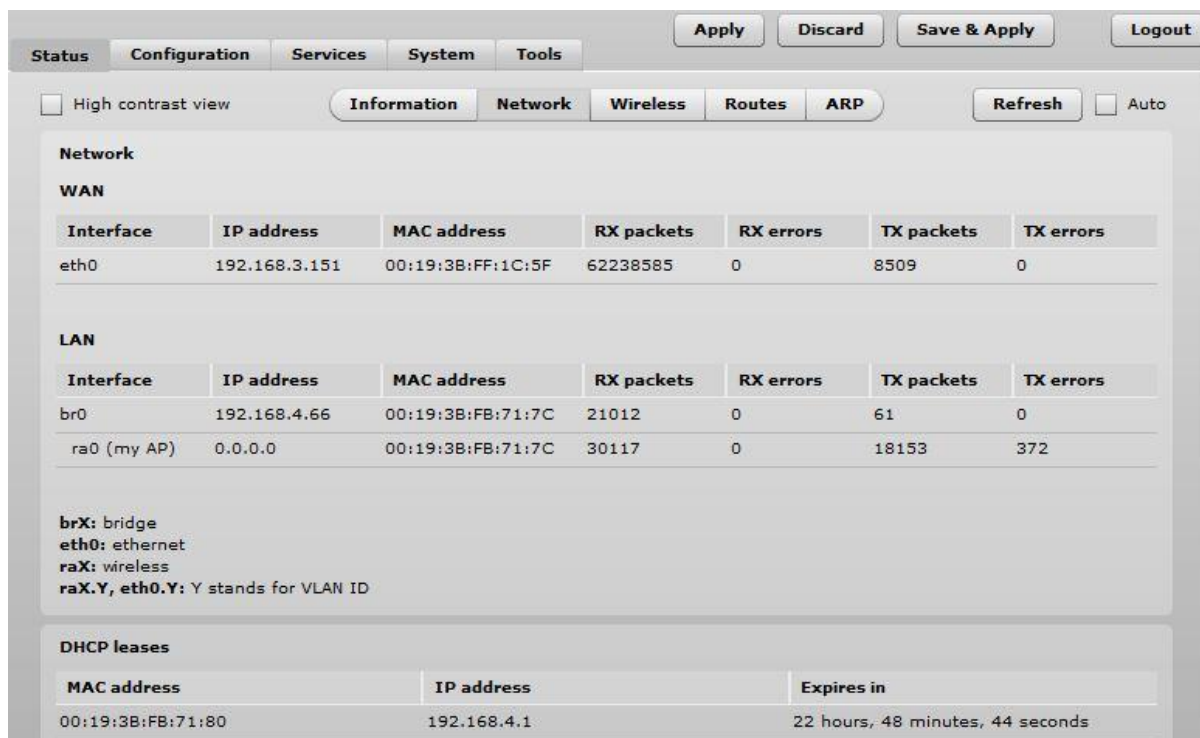 Apply Discard Save & Apply Logout
Status Configuration Services System Tools
High contrast view Information Network Wireless Routes ARP Refresh Auto
Network
WAN
Interface IP address MAC address RX packets RX errors TX packets TX errors
eth0 192.168.3.151 00:19:3B:FF:1C:5F 62238585 0 8509 0
LAN
Interface IP address MAC address RX packets RX errors TX packets TX errors
br0 192.168.4.66 00:19:3B:FB:71:7C 21012 0 61 0
ra0 (my AP) 0.0.0.0 00:19:3B:FB:71:7C 30117 0 18153 372
brX: bridge
eth0: ethernet
raX: wireless
raX.Y, eth0.Y: Y stands for VLAN ID
DHCP leases
MAC address IP address Expires in
00:19:3B:FB:71:80 192.168.4.1 22 hours, 48 minutes, 44 seconds